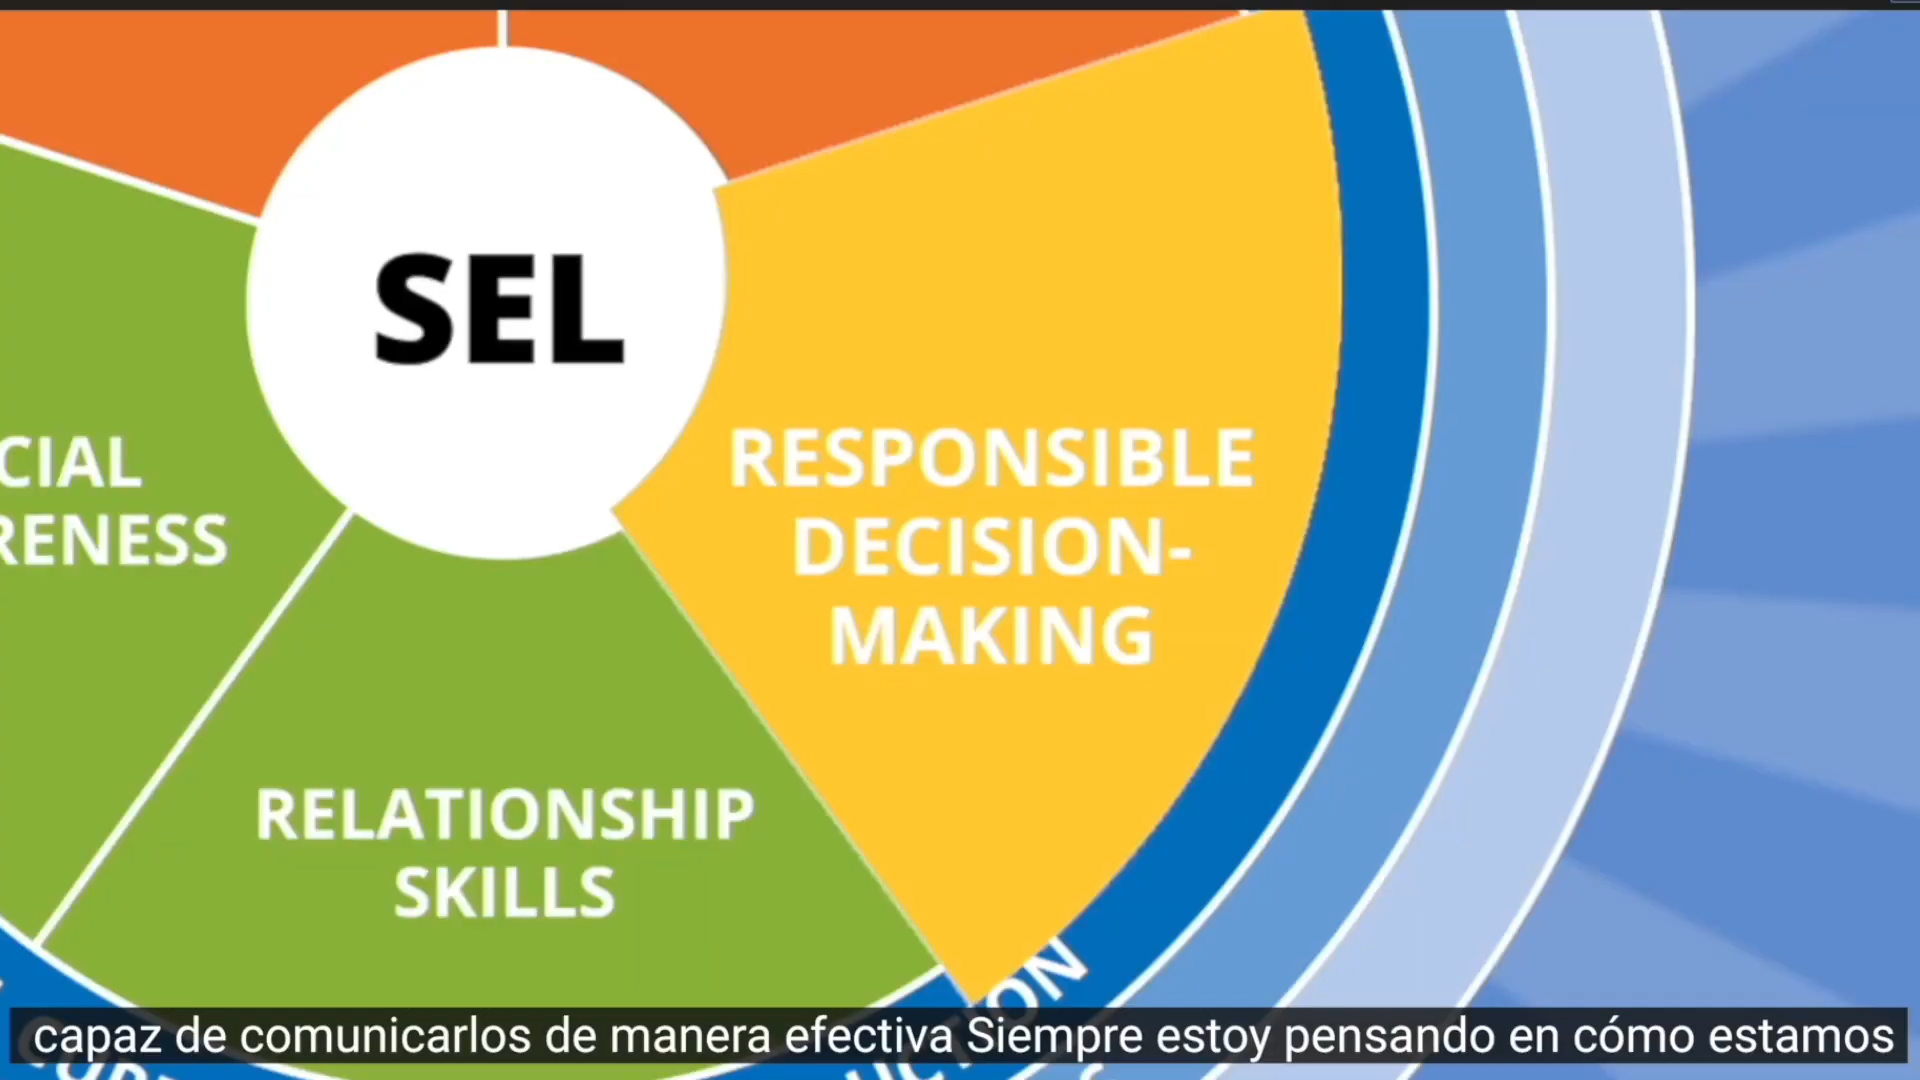 SEL
CIAL
RENESS
RESPONSIBLE
DECISION-
MAKING
RELATIONSHIP
SKILLS
capaz de comunicarlos de manera efectiva Siempre estoy pensando en cómo estamos